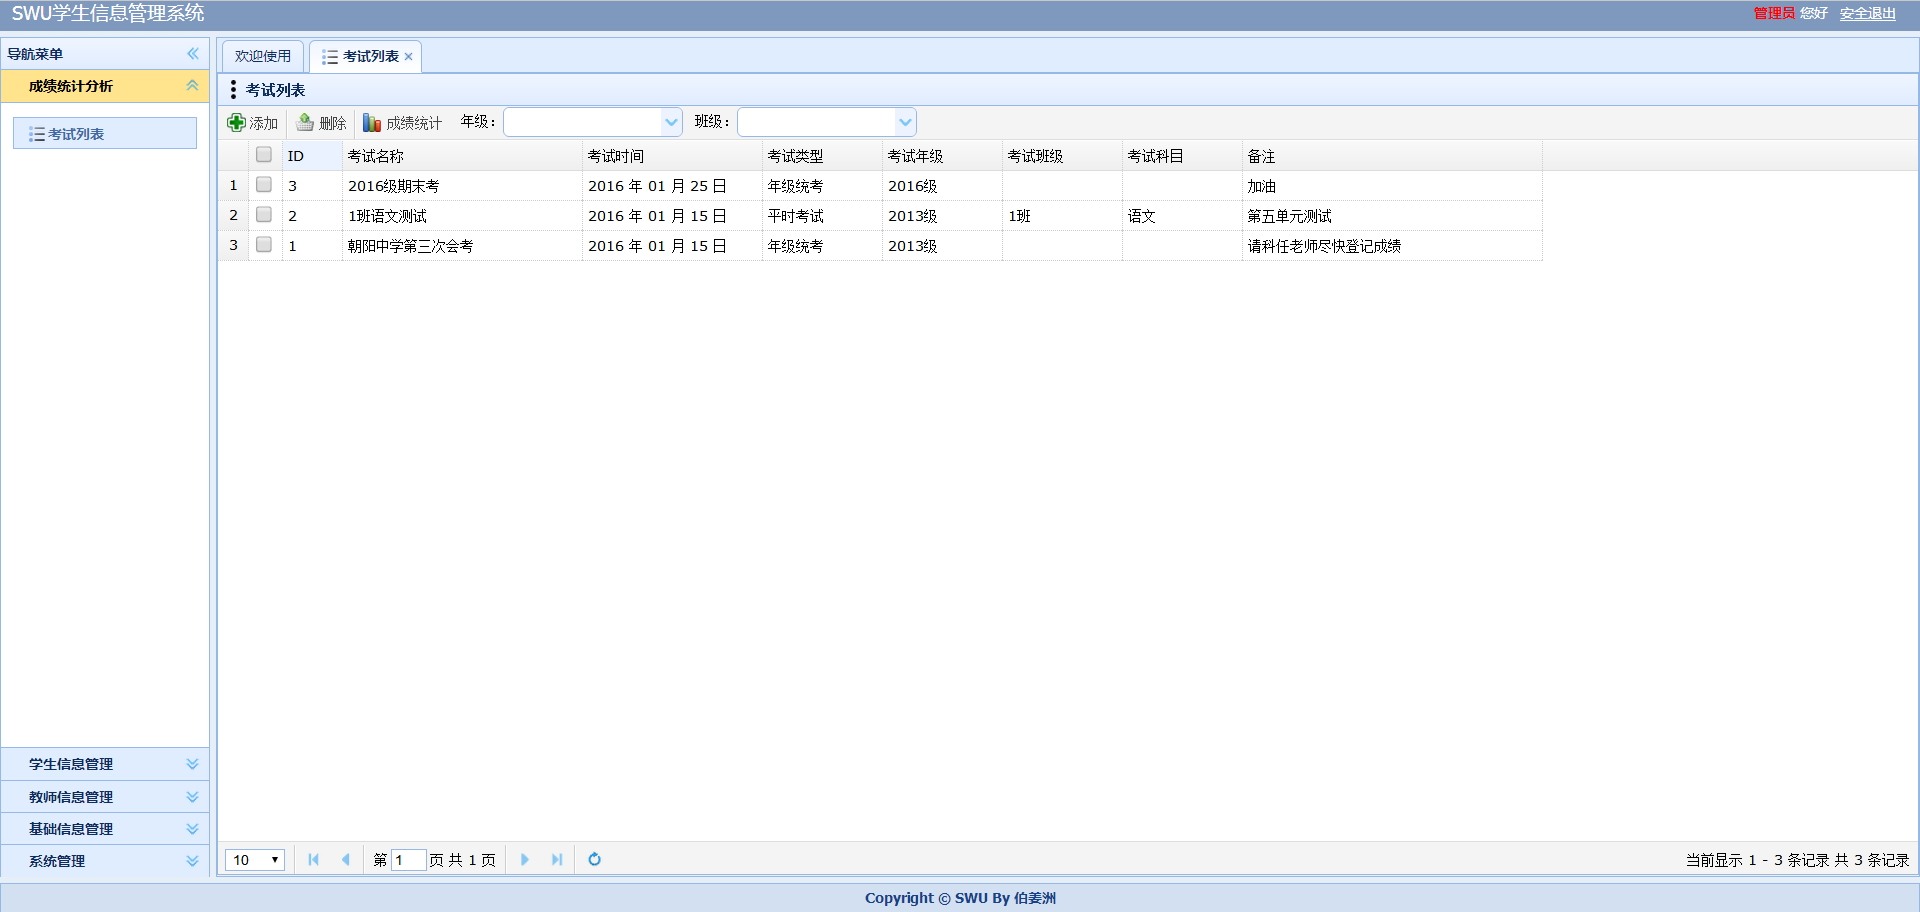 SWU学生信息管理系统
管理员 您好 安全退出
导航菜单
欢迎使用 考试列表
成绩统计分析
考试列表
考试列表
添加 删除 成绩统计 年级： 班级：
ID 考试名称 考试时间 考试类型 考试年级 考试班级 考试科目 备注
1 3 2016级期末考 2016 年 01 月 25 日 年级统考 2016级 加油
2 2 1班语文测试 2016 年 01 月 15 日 平时考试 2013级 1班 语文 第五单元测试
3 1 朝阳中学第三次会考 2016 年 01 月 15 日 年级统考 2013级 请科任老师尽快登记成绩
学生信息管理
教师信息管理
基础信息管理
系统管理
10 第 1 页 共 1 页 当前显示 1 - 3 条记录 共 3 条记录
Copyright © SWU By 伯姜洲